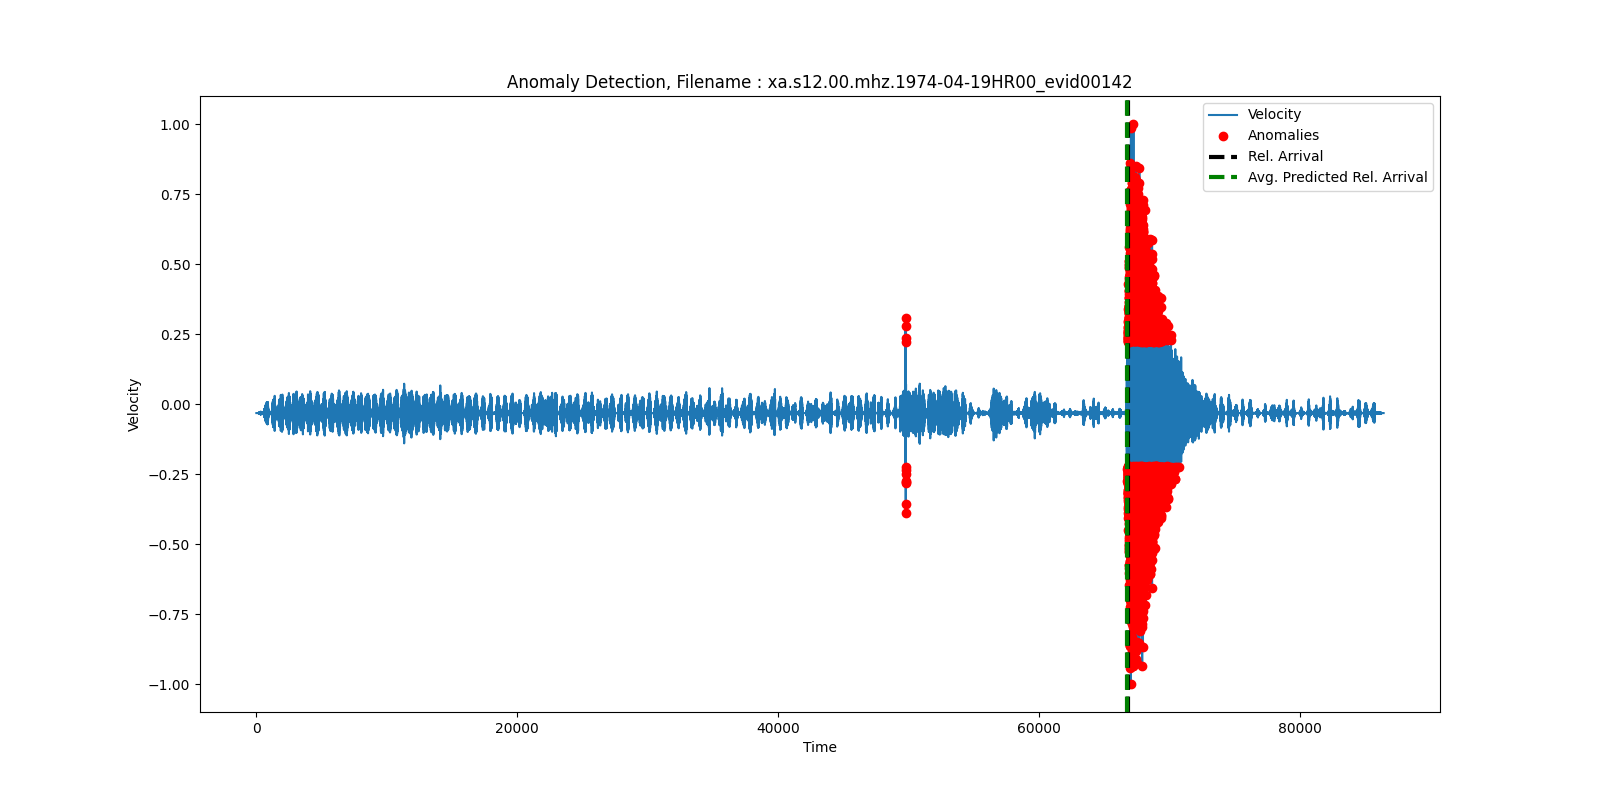 Anomaly Detection, Filename : xa.s12.00.mhz.1974-04-19HR00_evid00142
Velocity
Anomalies
Rel. Arrival
Avg. Predicted Rel. Arrival
1.00
0.75
0.50
0.25
0.00
−0.25
−0.50
−0.75
−1.00
Velocity
0
20000
40000
60000
80000
Time